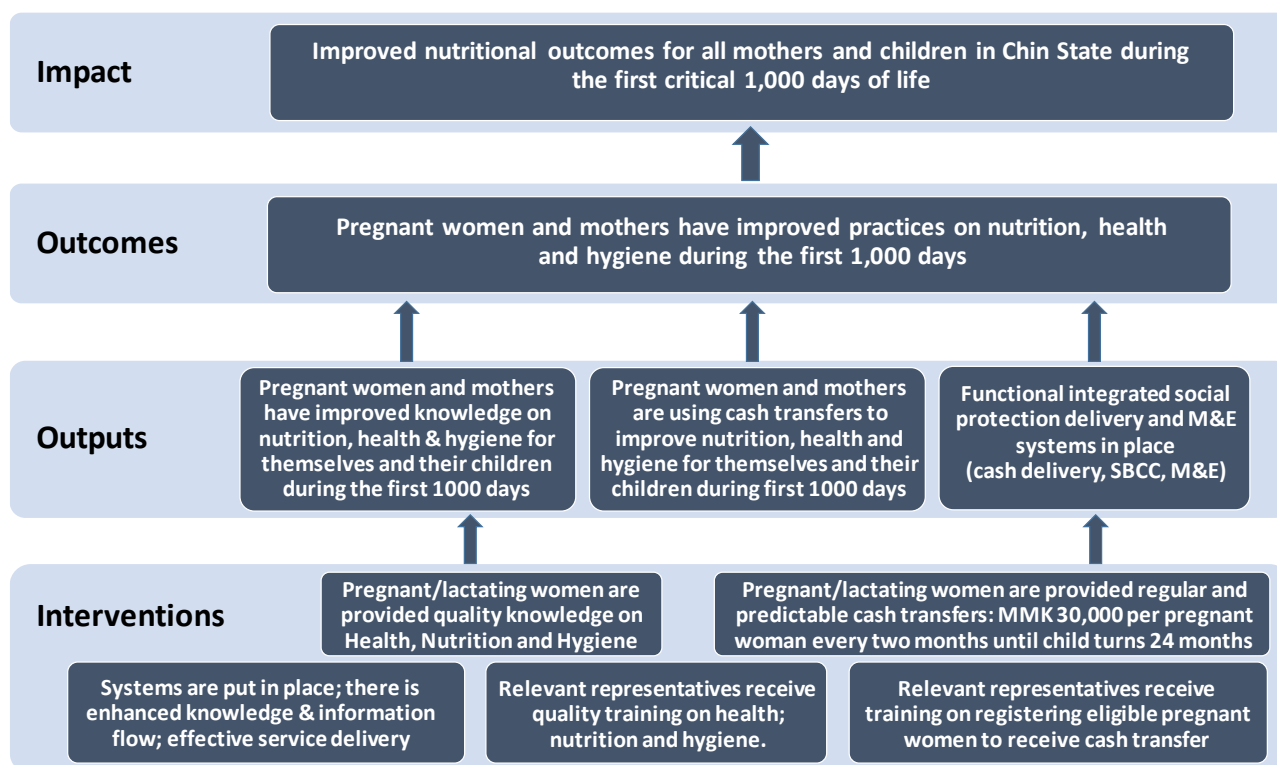 Impact
Improved nutritional outcomes for all mothers and children in Chin State during
the first critical 1,000 days of life
Outcomes
Pregnant women and mothers have improved practices on nutrition, health
and hygiene during the first 1,000 days
Outputs
Pregnant women and mothers
have improved knowledge on
nutrition, health & hygiene for
themselves and their children
during the first 1000 days
Pregnant women and mothers
are using cash transfers to
improve nutrition, health and
hygiene for themselves and their
children during first 1000 days
Functional integrated social
protection delivery and M&E
systems in place
(cash delivery, SBCC, M&E)
Interventions
Pregnant/lactating women are
provided quality knowledge on
Health, Nutrition and Hygiene
Pregnant/lactating women are provided regular and
predictable cash transfers: MMK 30,000 per pregnant
woman every two months until child turns 24 months
Systems are put in place; there is
enhanced knowledge & information
flow; effective service delivery
Relevant representatives receive
quality training on health;
nutrition and hygiene.
Relevant representatives receive
training on registering eligible pregnant
women to receive cash transfer